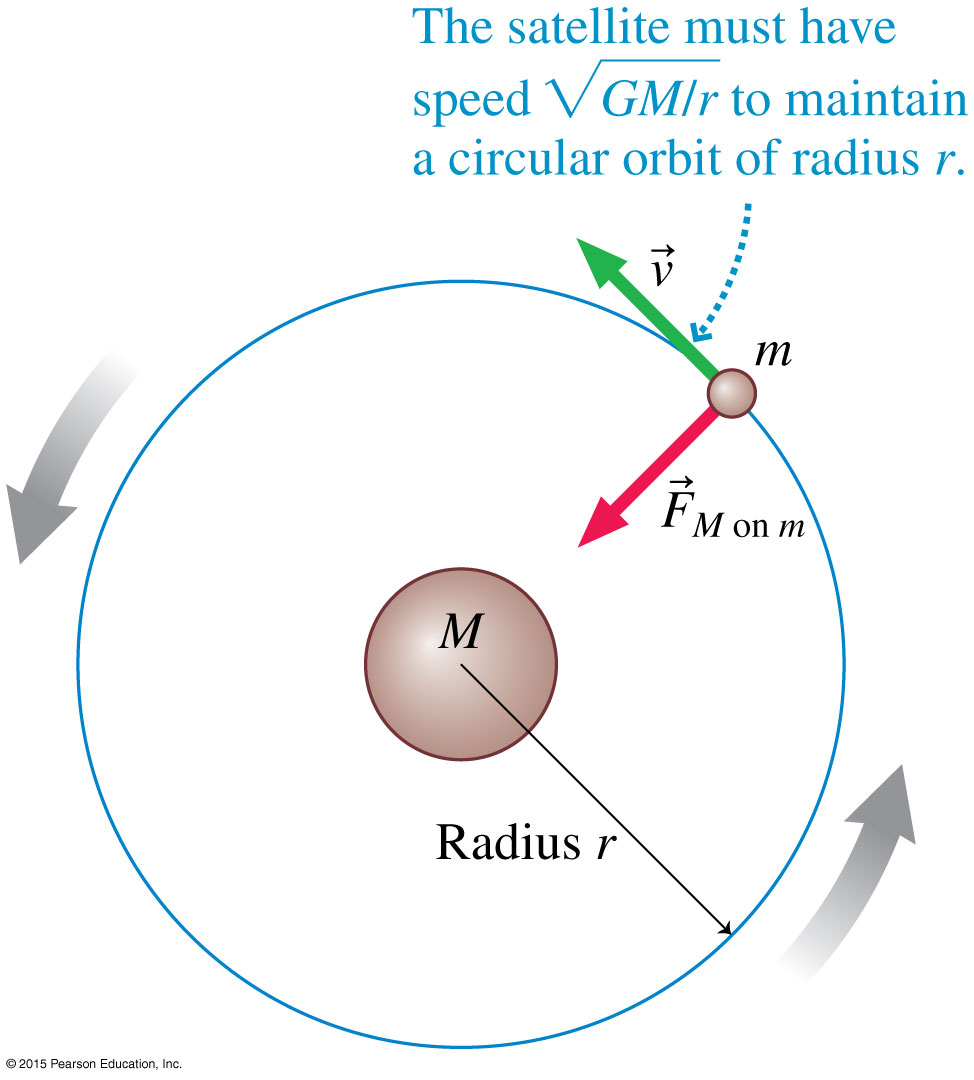 The satellite must have
speed √GM/r to maintain
a circular orbit of radius r.
v⃗
m
F⃗ M on m
M
Radius r
© 2015 Pearson Education, Inc.